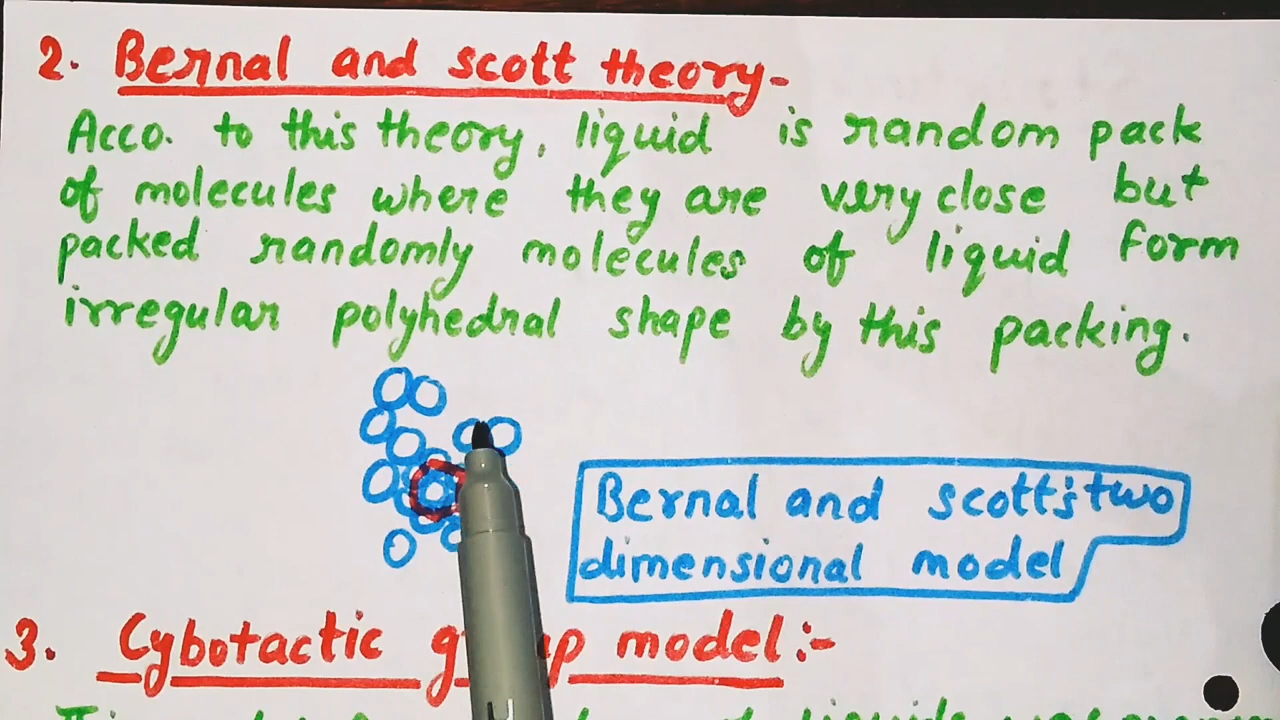 2. Bernal and scott theory-
Acco. to this theory, liquid is random pack
of molecules where they are very close but
packed randomly molecules of liquid form
irregular polyhedral shape by this packing.
Bernal and scott's two
dimensional model
3. Cybotactic model:-